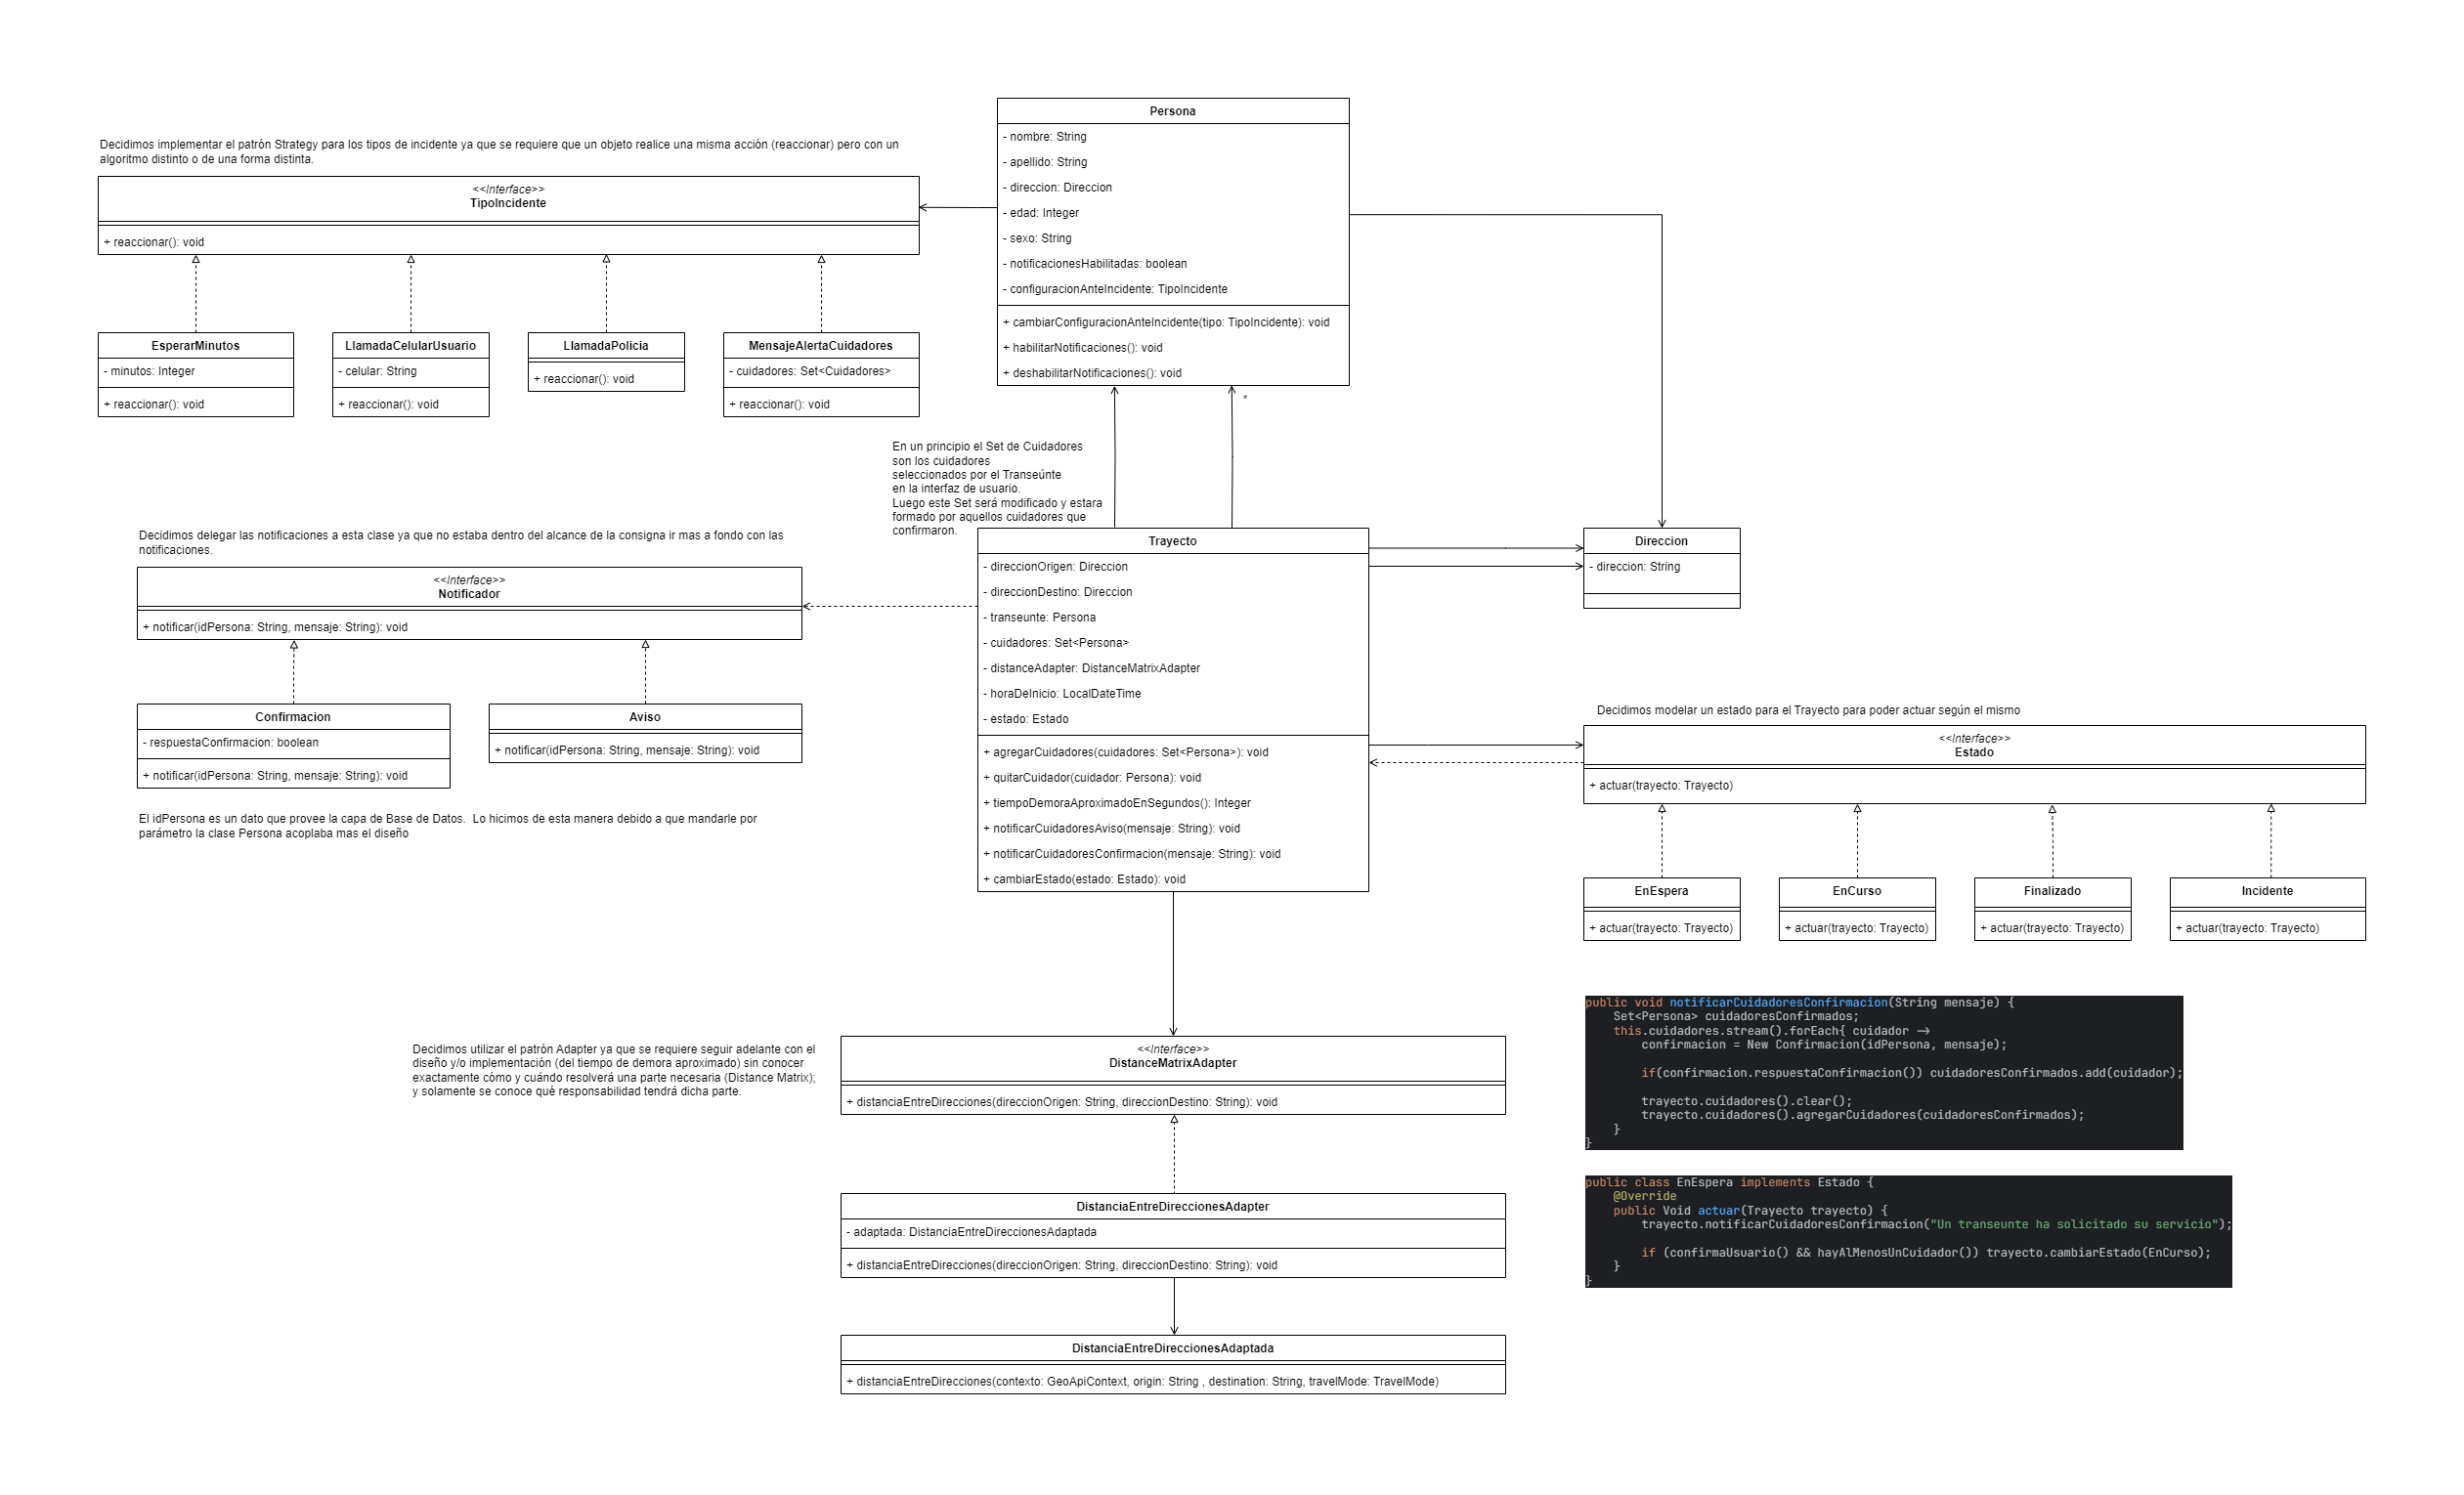 Persona
- nombre: String
- apellido: String
- direccion: Direccion
- edad: Integer
- sexo: String
- notificacionesHabilitadas: boolean
- configuracionAnteIncidente: TipoIncidente
+ cambiarConfiguracionAnteIncidente(tipo: TipoIncidente): void
+ habilitarNotificaciones(): void
+ deshabilitarNotificaciones(): void
*
Decidimos implementar el patrón Strategy para los tipos de incidente ya que se requiere que un objeto realice una misma acción (reaccionar) pero con un
algoritmo distinto o de una forma distinta.
<<Interface>>
TipoIncidente
+ reaccionar(): void
EsperarMinutos
- minutos: Integer
+ reaccionar(): void
LlamadaCelularUsuario
- celular: String
+ reaccionar(): void
LlamadaPolicia
+ reaccionar(): void
MensajeAlertaCuidadores
- cuidadores: Set<Cuidadores>
+ reaccionar(): void
En un principio el Set de Cuidadores
son los cuidadores
seleccionados por el Transeúnte
en la interfaz de usuario.
Luego este Set será modificado y estara
formado por aquellos cuidadores que
confirmaron.
Decidimos delegar las notificaciones a esta clase ya que no estaba dentro del alcance de la consigna ir mas a fondo con las
notificaciones.
<<Interface>>
Notificador
+ notificar(idPersona: String, mensaje: String): void
Confirmacion
- respuestaConfirmacion: boolean
+ notificar(idPersona: String, mensaje: String): void
Aviso
+ notificar(idPersona: String, mensaje: String): void
El idPersona es un dato que provee la capa de Base de Datos.  Lo hicimos de esta manera debido a que mandarle por
parámetro la clase Persona acoplaba mas el diseño
Trayecto
- direccionOrigen: Direccion
- direccionDestino: Direccion
- transeunte: Persona
- cuidadores: Set<Persona>
- distanceAdapter: DistanceMatrixAdapter
- horaDeInicio: LocalDateTime
- estado: Estado
+ agregarCuidadores(cuidadores: Set<Persona>): void
+ quitarCuidador(cuidador: Persona): void
+ tiempoDemoraAproximadoEnSegundos(): Integer
+ notificarCuidadoresAviso(mensaje: String): void
+ notificarCuidadoresConfirmacion(mensaje: String): void
+ cambiarEstado(estado: Estado): void
Direccion
- direccion: String
Decidimos modelar un estado para el Trayecto para poder actuar según el mismo
<<Interface>>
Estado
+ actuar(trayecto: Trayecto)
EnEspera
+ actuar(trayecto: Trayecto)
EnCurso
+ actuar(trayecto: Trayecto)
Finalizado
+ actuar(trayecto: Trayecto)
Incidente
+ actuar(trayecto: Trayecto)
Decidimos utilizar el patrón Adapter ya que se requiere seguir adelante con el
diseño y/o implementación (del tiempo de demora aproximado) sin conocer
exactamente cómo y cuándo resolverá una parte necesaria (Distance Matrix);
y solamente se conoce qué responsabilidad tendrá dicha parte.
<<Interface>>
DistanceMatrixAdapter
+ distanciaEntreDirecciones(direccionOrigen: String, direccionDestino: String): void
DistanciaEntreDireccionesAdapter
- adaptada: DistanciaEntreDireccionesAdaptada
+ distanciaEntreDirecciones(direccionOrigen: String, direccionDestino: String): void
DistanciaEntreDireccionesAdaptada
+ distanciaEntreDirecciones(contexto: GeoApiContext, origin: String , destination: String, travelMode: TravelMode)
public void notificarCuidadoresConfirmacion(String mensaje) {
Set<Persona> cuidadoresConfirmados;
this.cuidadores.stream().forEach{ cuidador ->
confirmacion = New Confirmacion(idPersona, mensaje);
if(confirmacion.respuestaConfirmacion()) cuidadoresConfirmados.add(cuidador);
trayecto.cuidadores().clear();
trayecto.cuidadores().agregarCuidadores(cuidadoresConfirmados);
}
}
public class EnEspera implements Estado {
@Override
public Void actuar(Trayecto trayecto) {
trayecto.notificarCuidadoresConfirmacion("Un transeunte ha solicitado su servicio");
if (confirmaUsuario() && hayAlMenosUnCuidador()) trayecto.cambiarEstado(EnCurso);
}
}